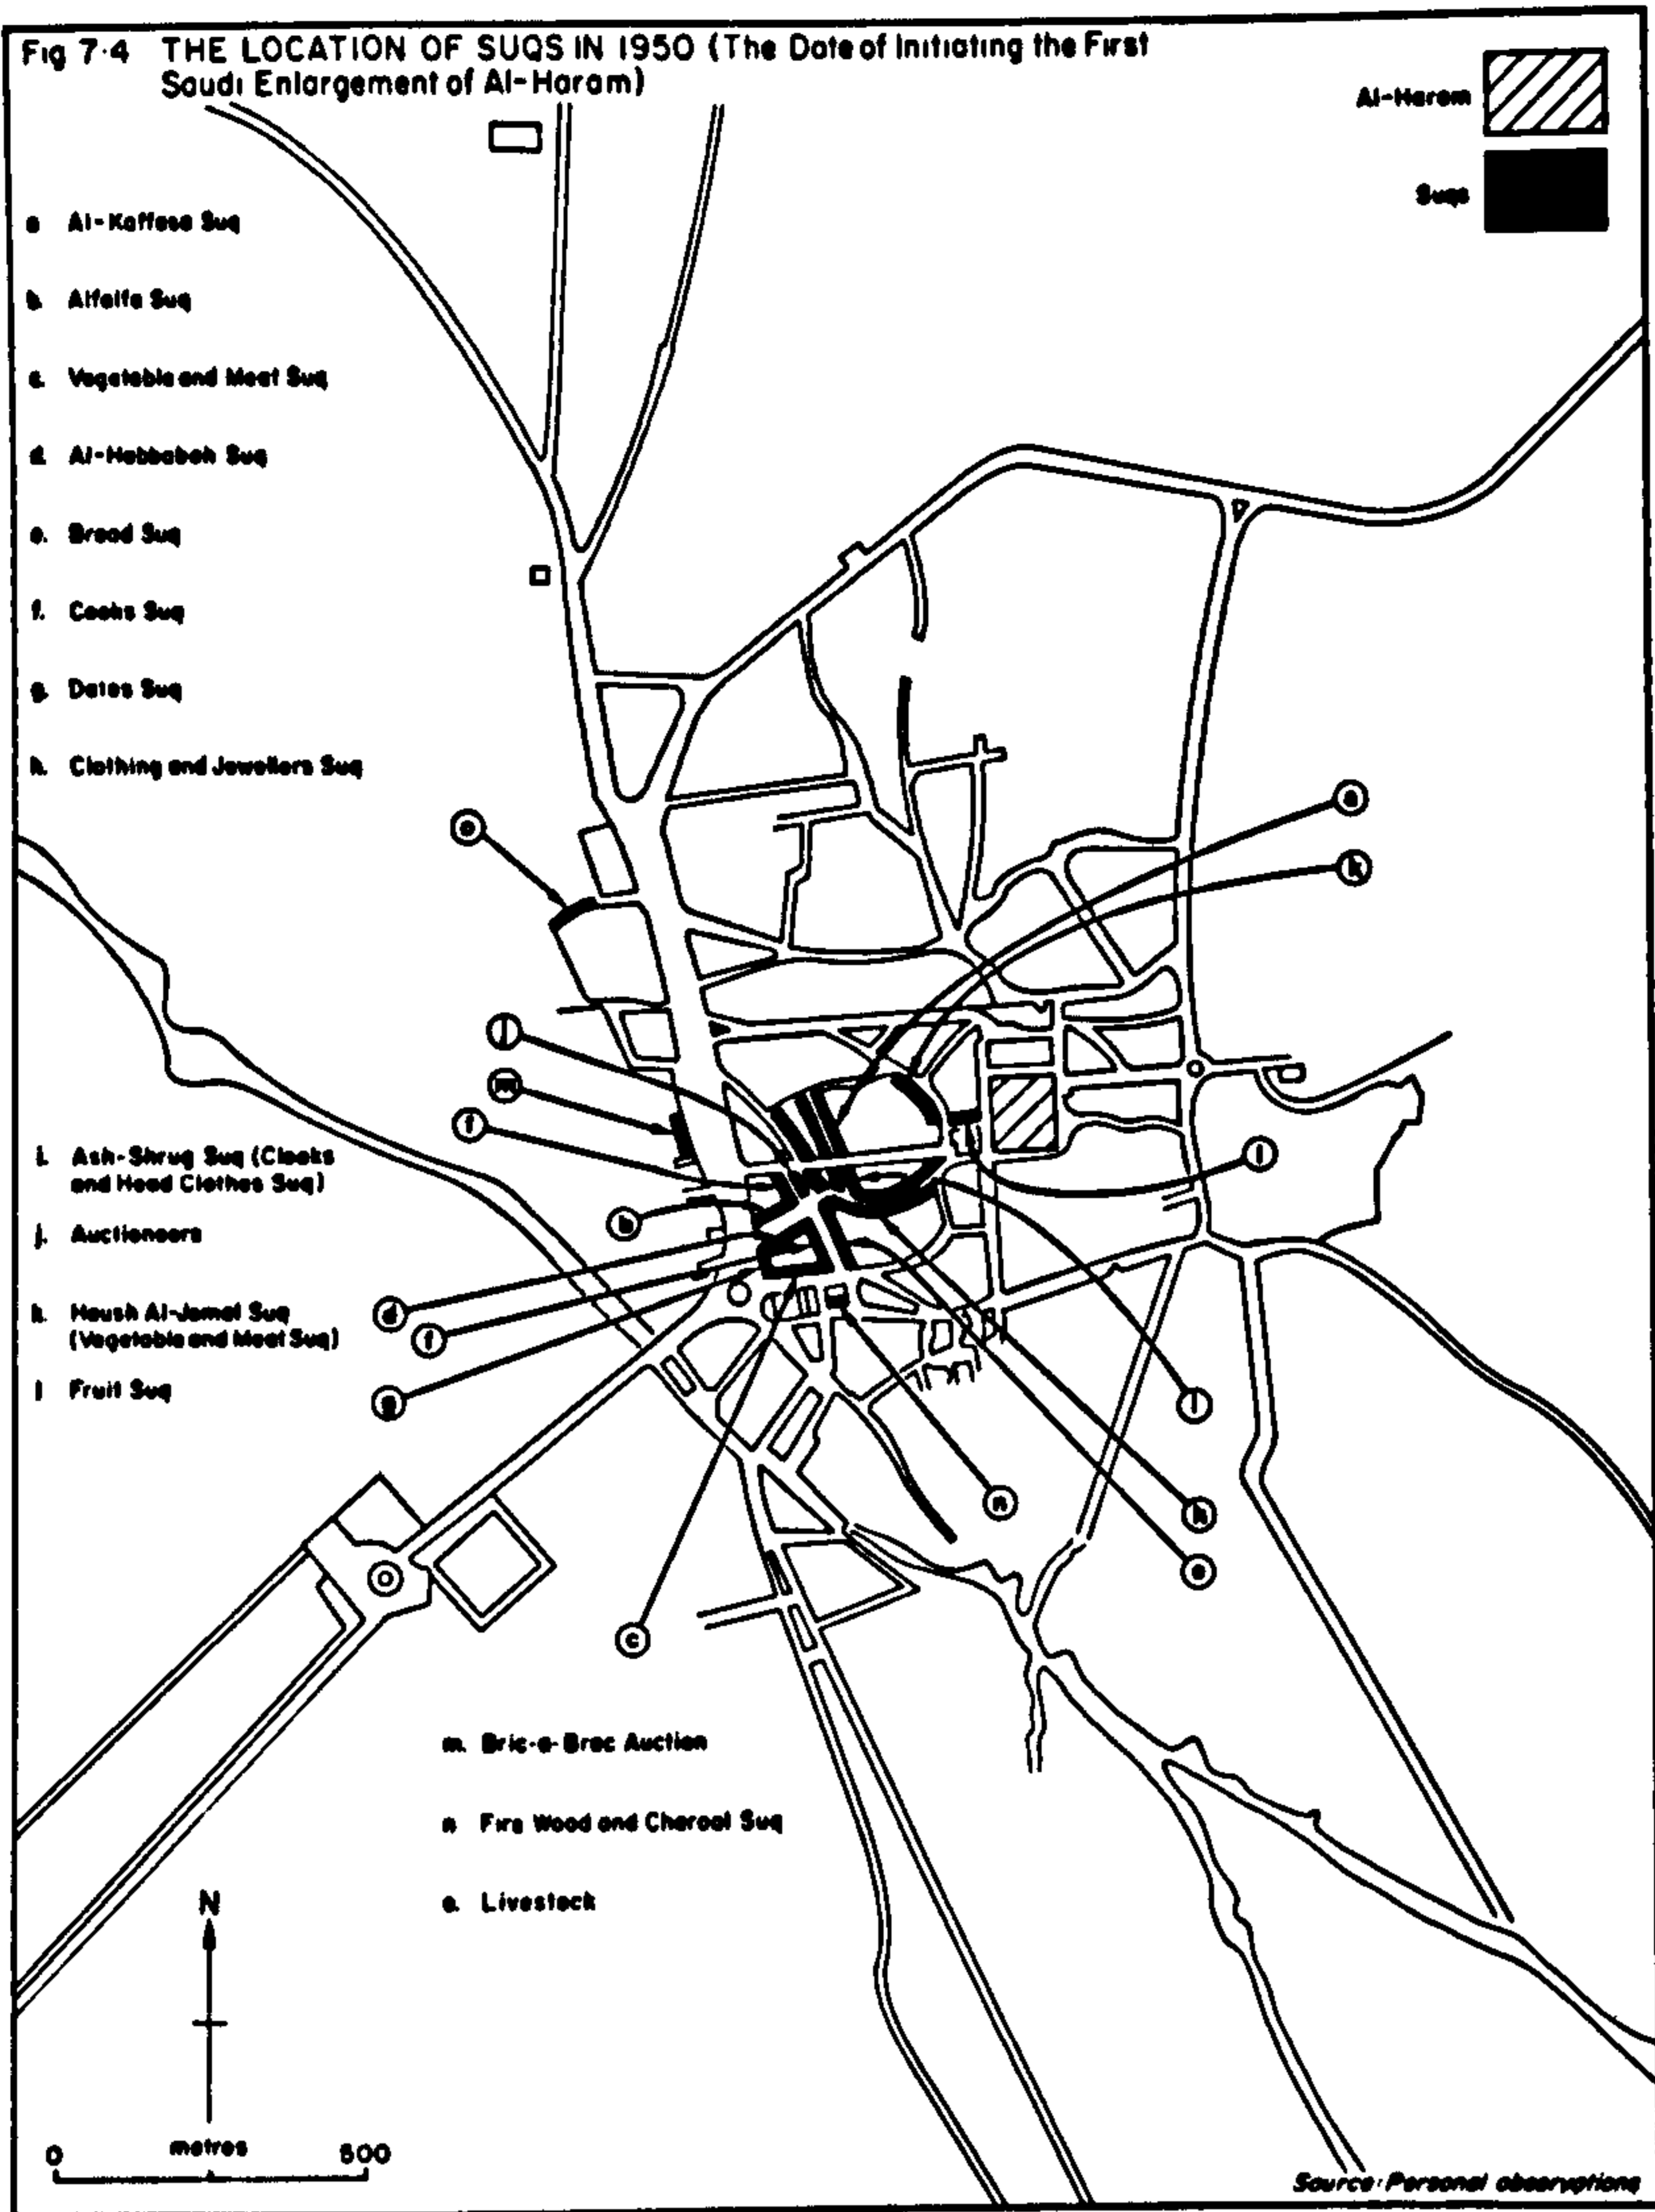 Fig 7·4 THE LOCATION OF SUQS IN 1950 (The Date of Initiating the First
Saudi Enlargement of Al-Haram)
Al-Haram
Suqs
a Al-Kaffasa Suq
b. Alfalfa Suq
c. Vegetable and Meat Suq
d. Al-Habbabah Suq
e. Bread Suq
f. Cooks Suq
g. Dates Suq
h. Clothing and Jewellers Suq
i. Ash-Shruq Suq (Cloaks
and Head Clothes Suq)
j. Auctioneers
k. Haush Al-Jamal Suq
(Vegetable and Meat Suq)
l Fruit Suq
m. Bric-a-Brac Auction
n Fire Wood and Charoal Suq
o. Livestock
o
a
k
j
m
f
b
d
f
g
c
n
h
e
l
N
0 metres 500
Source: Personal observations